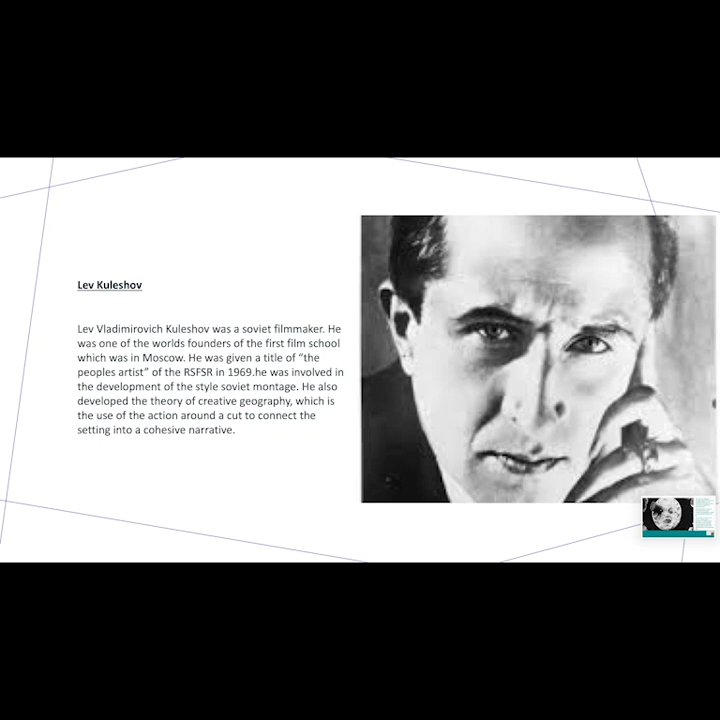 Lev Kuleshov
Lev Vladimirovich Kuleshov was a soviet filmmaker. He
was one of the worlds founders of the first film school
which was in Moscow. He was given a title of “the
peoples artist” of the RSFSR in 1969.he was involved in
the development of the style soviet montage. He also
developed the theory of creative geography, which is
the use of the action around a cut to connect the
setting into a cohesive narrative.